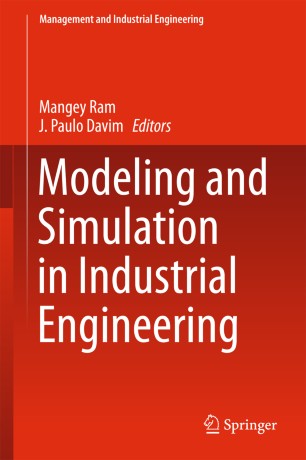 Management and Industrial Engineering
Mangey Ram
J. Paulo Davim Editors
Modeling and
Simulation
in Industrial
Engineering
Springer